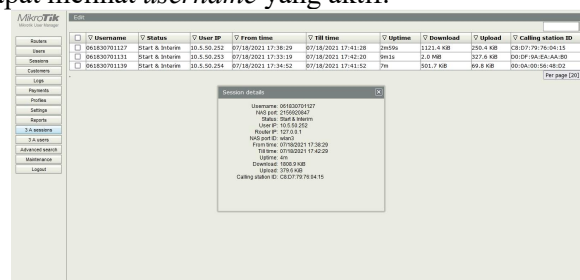 dapat melihat username yang aktif.
MikroTik
Mikrotik User Manager
Edit
Routers
Users
Sessions
Customers
Logs
Payments
Profiles
Settings
Reports
3 A sessions
3 A users
Advanced search
Maintenance
Logout
▽ Username ▽ Status ▽ User IP ▽ From time ▽ Till time ▽ Uptime ▽ Download ▽ Upload ▽ Calling station ID
061830701127 Start & Interim 10.5.50.252 07/18/2021 17:38:29 07/18/2021 17:41:28 2m59s 1121.4 KiB 250.4 KiB C8:D7:79:76:04:15
061830701131 Start & Interim 10.5.50.253 07/18/2021 17:33:19 07/18/2021 17:42:20 9m1s 2.0 MiB 327.6 KiB D0:DF:9A:EA:AA:B0
061830701139 Start & Interim 10.5.50.254 07/18/2021 17:34:52 07/18/2021 17:41:52 7m 501.7 KiB 69.8 KiB 00:0A:00:56:48:D2
Per page [20]
Session details
Username: 061830701127
NAS port: 2156920847
Status: Start & Interim
User IP: 10.5.50.252
Router IP: 127.0.0.1
NAS port ID: wlan3
From time: 07/18/2021 17:38:29
Till time: 07/18/2021 17:42:29
Uptime: 4m
Download: 1808.9 KiB
Upload: 379.6 KiB
Calling station ID: C8:D7:79:76:04:15